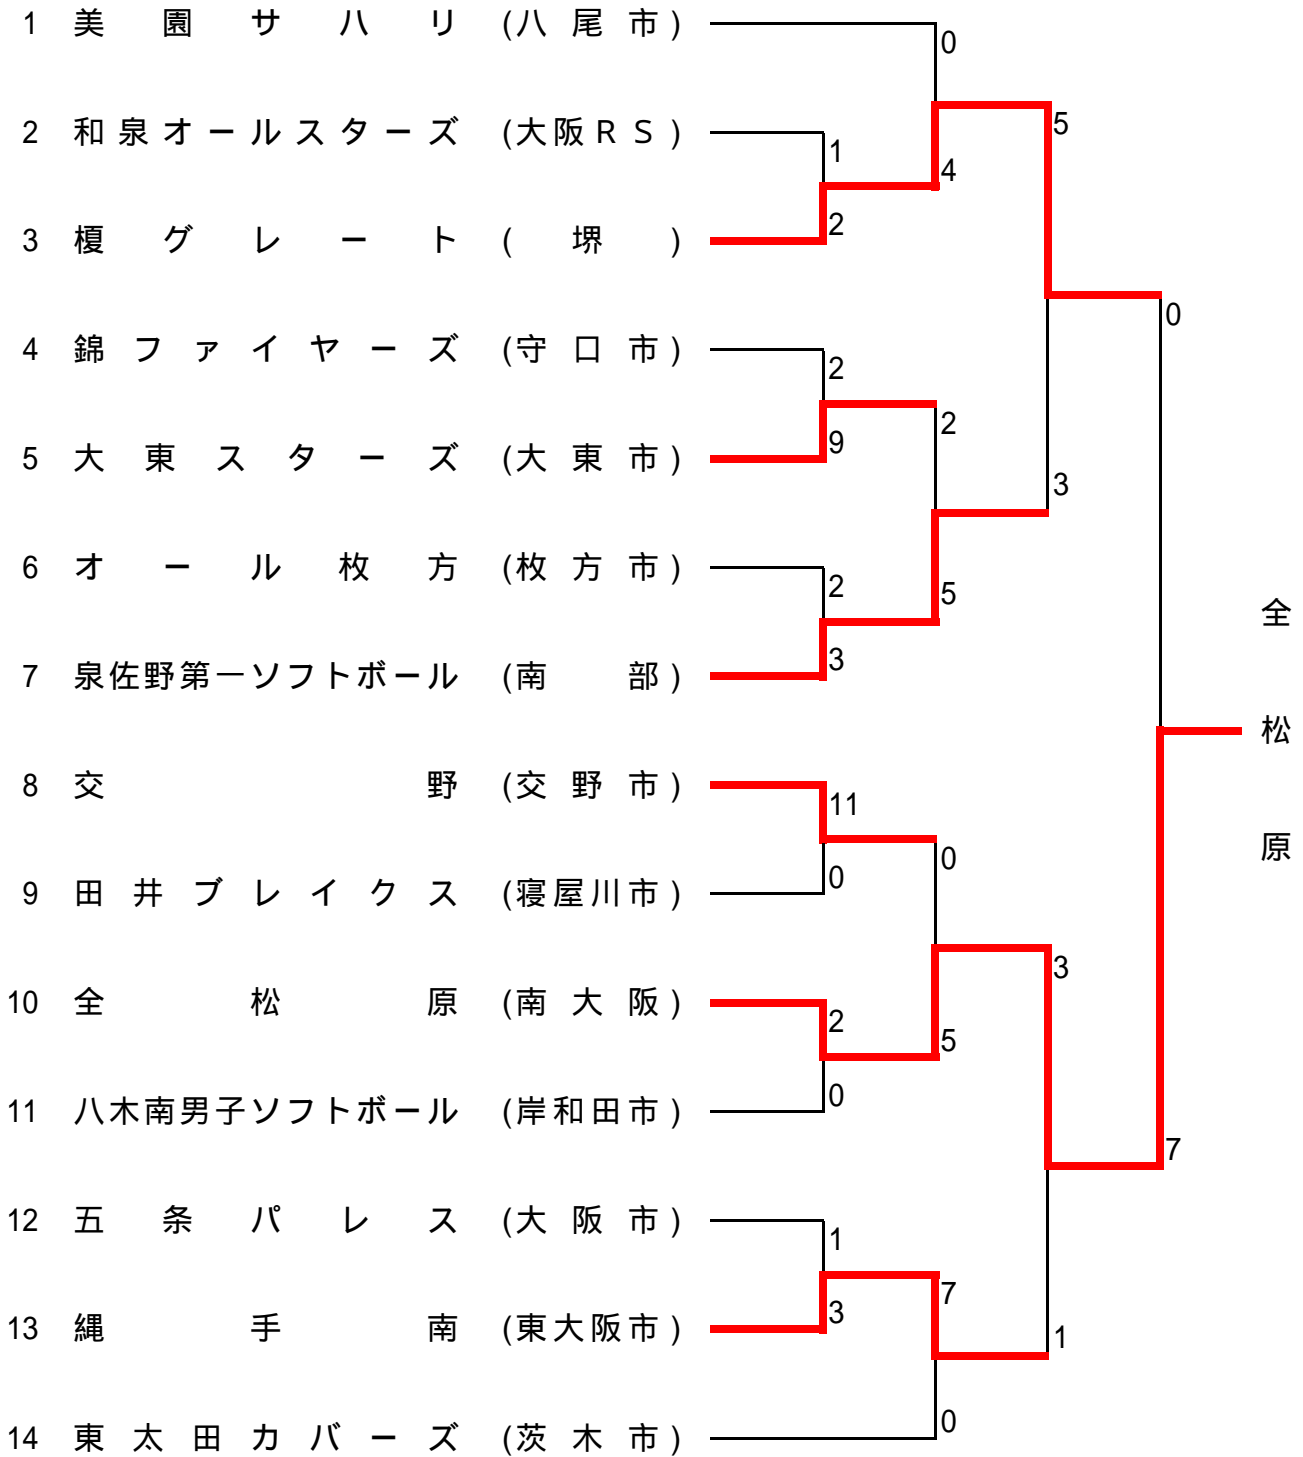 1 美園サハリ (八尾市)
0
2 和泉オールスターズ (大阪RS)
5
1
4
3 榎グレート (堺)
2
0
4 錦ファイヤーズ (守口市)
2
2
5 大東スターズ (大東市)
9
3
6 オール枚方 (枚方市)
2
5
7 泉佐野第一ソフトボール (南部)
3
全松原
8 交野 (交野市)
11
0
9 田井ブレイクス (寝屋川市)
0
3
10 全松原 (南大阪)
2
5
11 八木南男子ソフトボール (岸和田市)
0
7
12 五条パレス (大阪市)
1
7
13 縄手南 (東大阪市)
3
1
14 東太田カバーズ (茨木市)
0